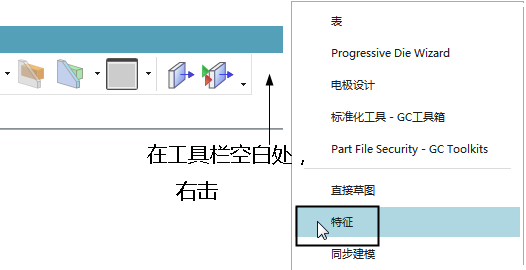 在工具栏空白处，
右击
表
Progressive Die Wizard
电极设计
标准化工具 - GC工具箱
Part File Security - GC Toolkits
直接草图
特征
同步建模